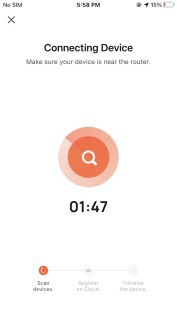 No SIM 5:58 PM 15%
Connecting Device
Make sure your device is near the router.
01:47
Scan Register Initialize
devices. on Cloud. the device.